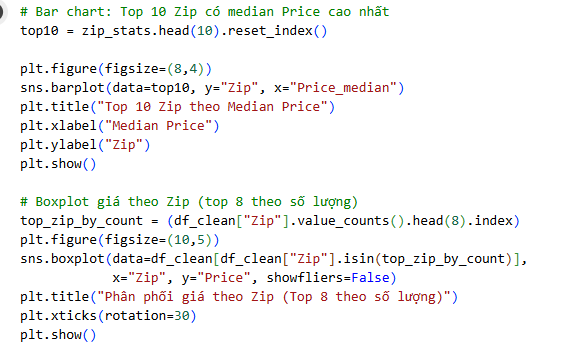 # Bar chart: Top 10 Zip có median Price cao nhất
top10 = zip_stats.head(10).reset_index()
plt.figure(figsize=(8,4))
sns.barplot(data=top10, y="Zip", x="Price_median")
plt.title("Top 10 Zip theo Median Price")
plt.xlabel("Median Price")
plt.ylabel("Zip")
plt.show()
# Boxplot giá theo Zip (top 8 theo số lượng)
top_zip_by_count = (df_clean["Zip"].value_counts().head(8).index)
plt.figure(figsize=(10,5))
sns.boxplot(data=df_clean[df_clean["Zip"].isin(top_zip_by_count)],
x="Zip", y="Price", showfliers=False)
plt.title("Phân phối giá theo Zip (Top 8 theo số lượng)")
plt.xticks(rotation=30)
plt.show()